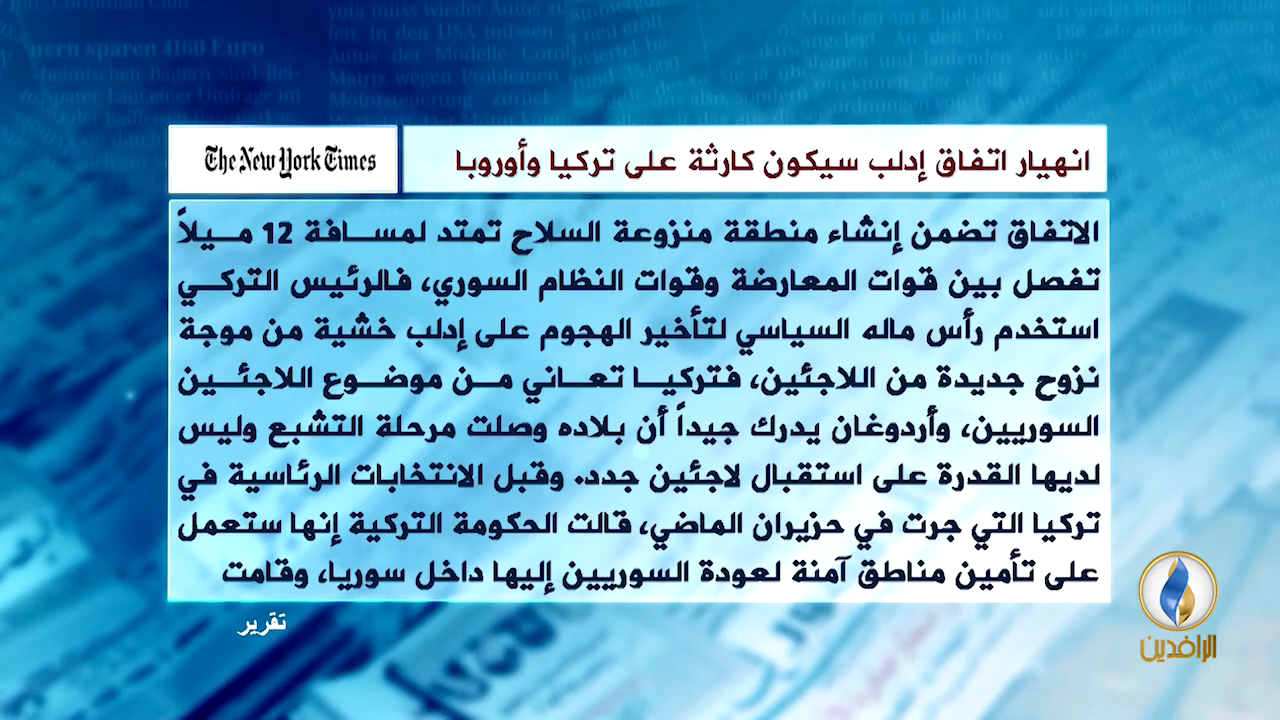 The New York Times
انهيار اتفاق إدلب سيكون كارثة على تركيا وأوروبا
الاتفاق تضمن إنشاء منطقة منزوعة السلاح تمتد لمسافة 12 ميلاً
تفصل بين قوات المعارضة وقوات النظام السوري، فالرئيس التركي
استخدم رأس ماله السياسي لتأخير الهجوم على إدلب خشية من موجة
نزوح جديدة من اللاجئين، فتركيا تعاني من موضوع اللاجئين
السوريين، وأردوغان يدرك جيداً أن بلاده وصلت مرحلة التشبع وليس
لديها القدرة على استقبال لاجئين جدد. وقبل الانتخابات الرئاسية في
تركيا التي جرت في حزيران الماضي، قالت الحكومة التركية إنها ستعمل
على تأمين مناطق آمنة لعودة السوريين إليها داخل سوريا، وقامت
تقرير
الرافدين